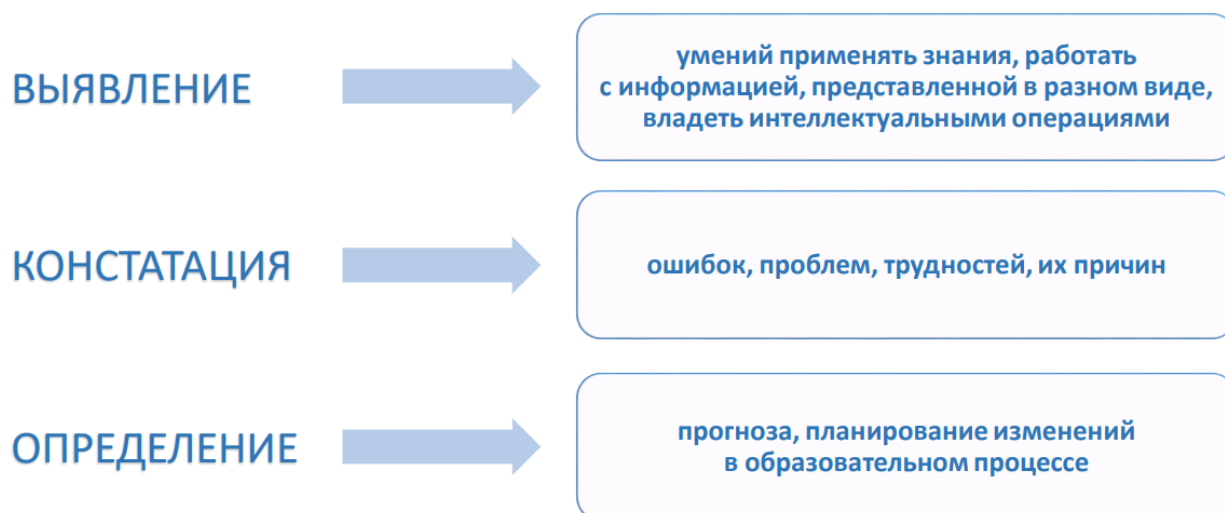 ВЫЯВЛЕНИЕ
умений применять знания, работать
с информацией, представленной в разном виде,
владеть интеллектуальными операциями
КОНСТАТАЦИЯ
ошибок, проблем, трудностей, их причин
ОПРЕДЕЛЕНИЕ
прогноза, планирование изменений
в образовательном процессе